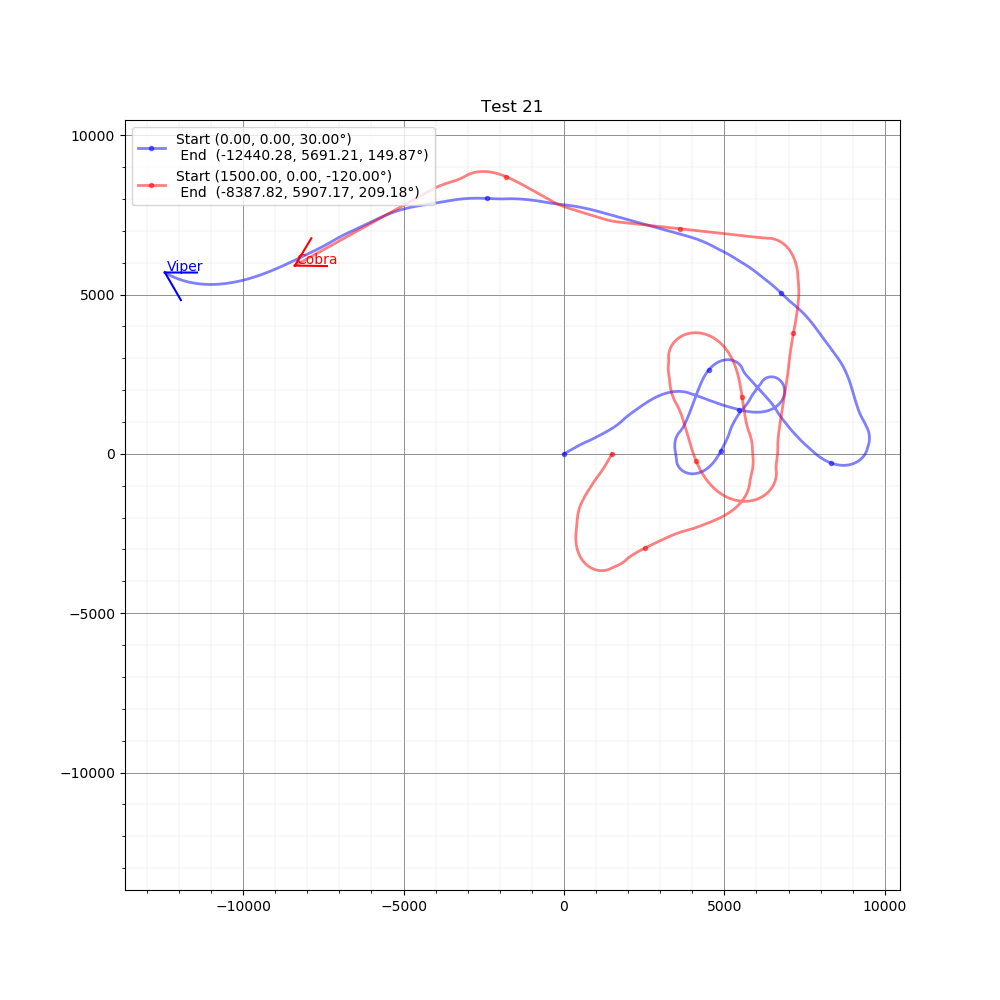 Test 21
Start (0.00, 0.00, 30.00°)
End (-12440.28, 5691.21, 149.87°)
Start (1500.00, 0.00, -120.00°)
End (-8387.82, 5907.17, 209.18°)
10000
5000
0
−5000
−10000
Viper
Cobra
−10000
−5000
0
5000
10000